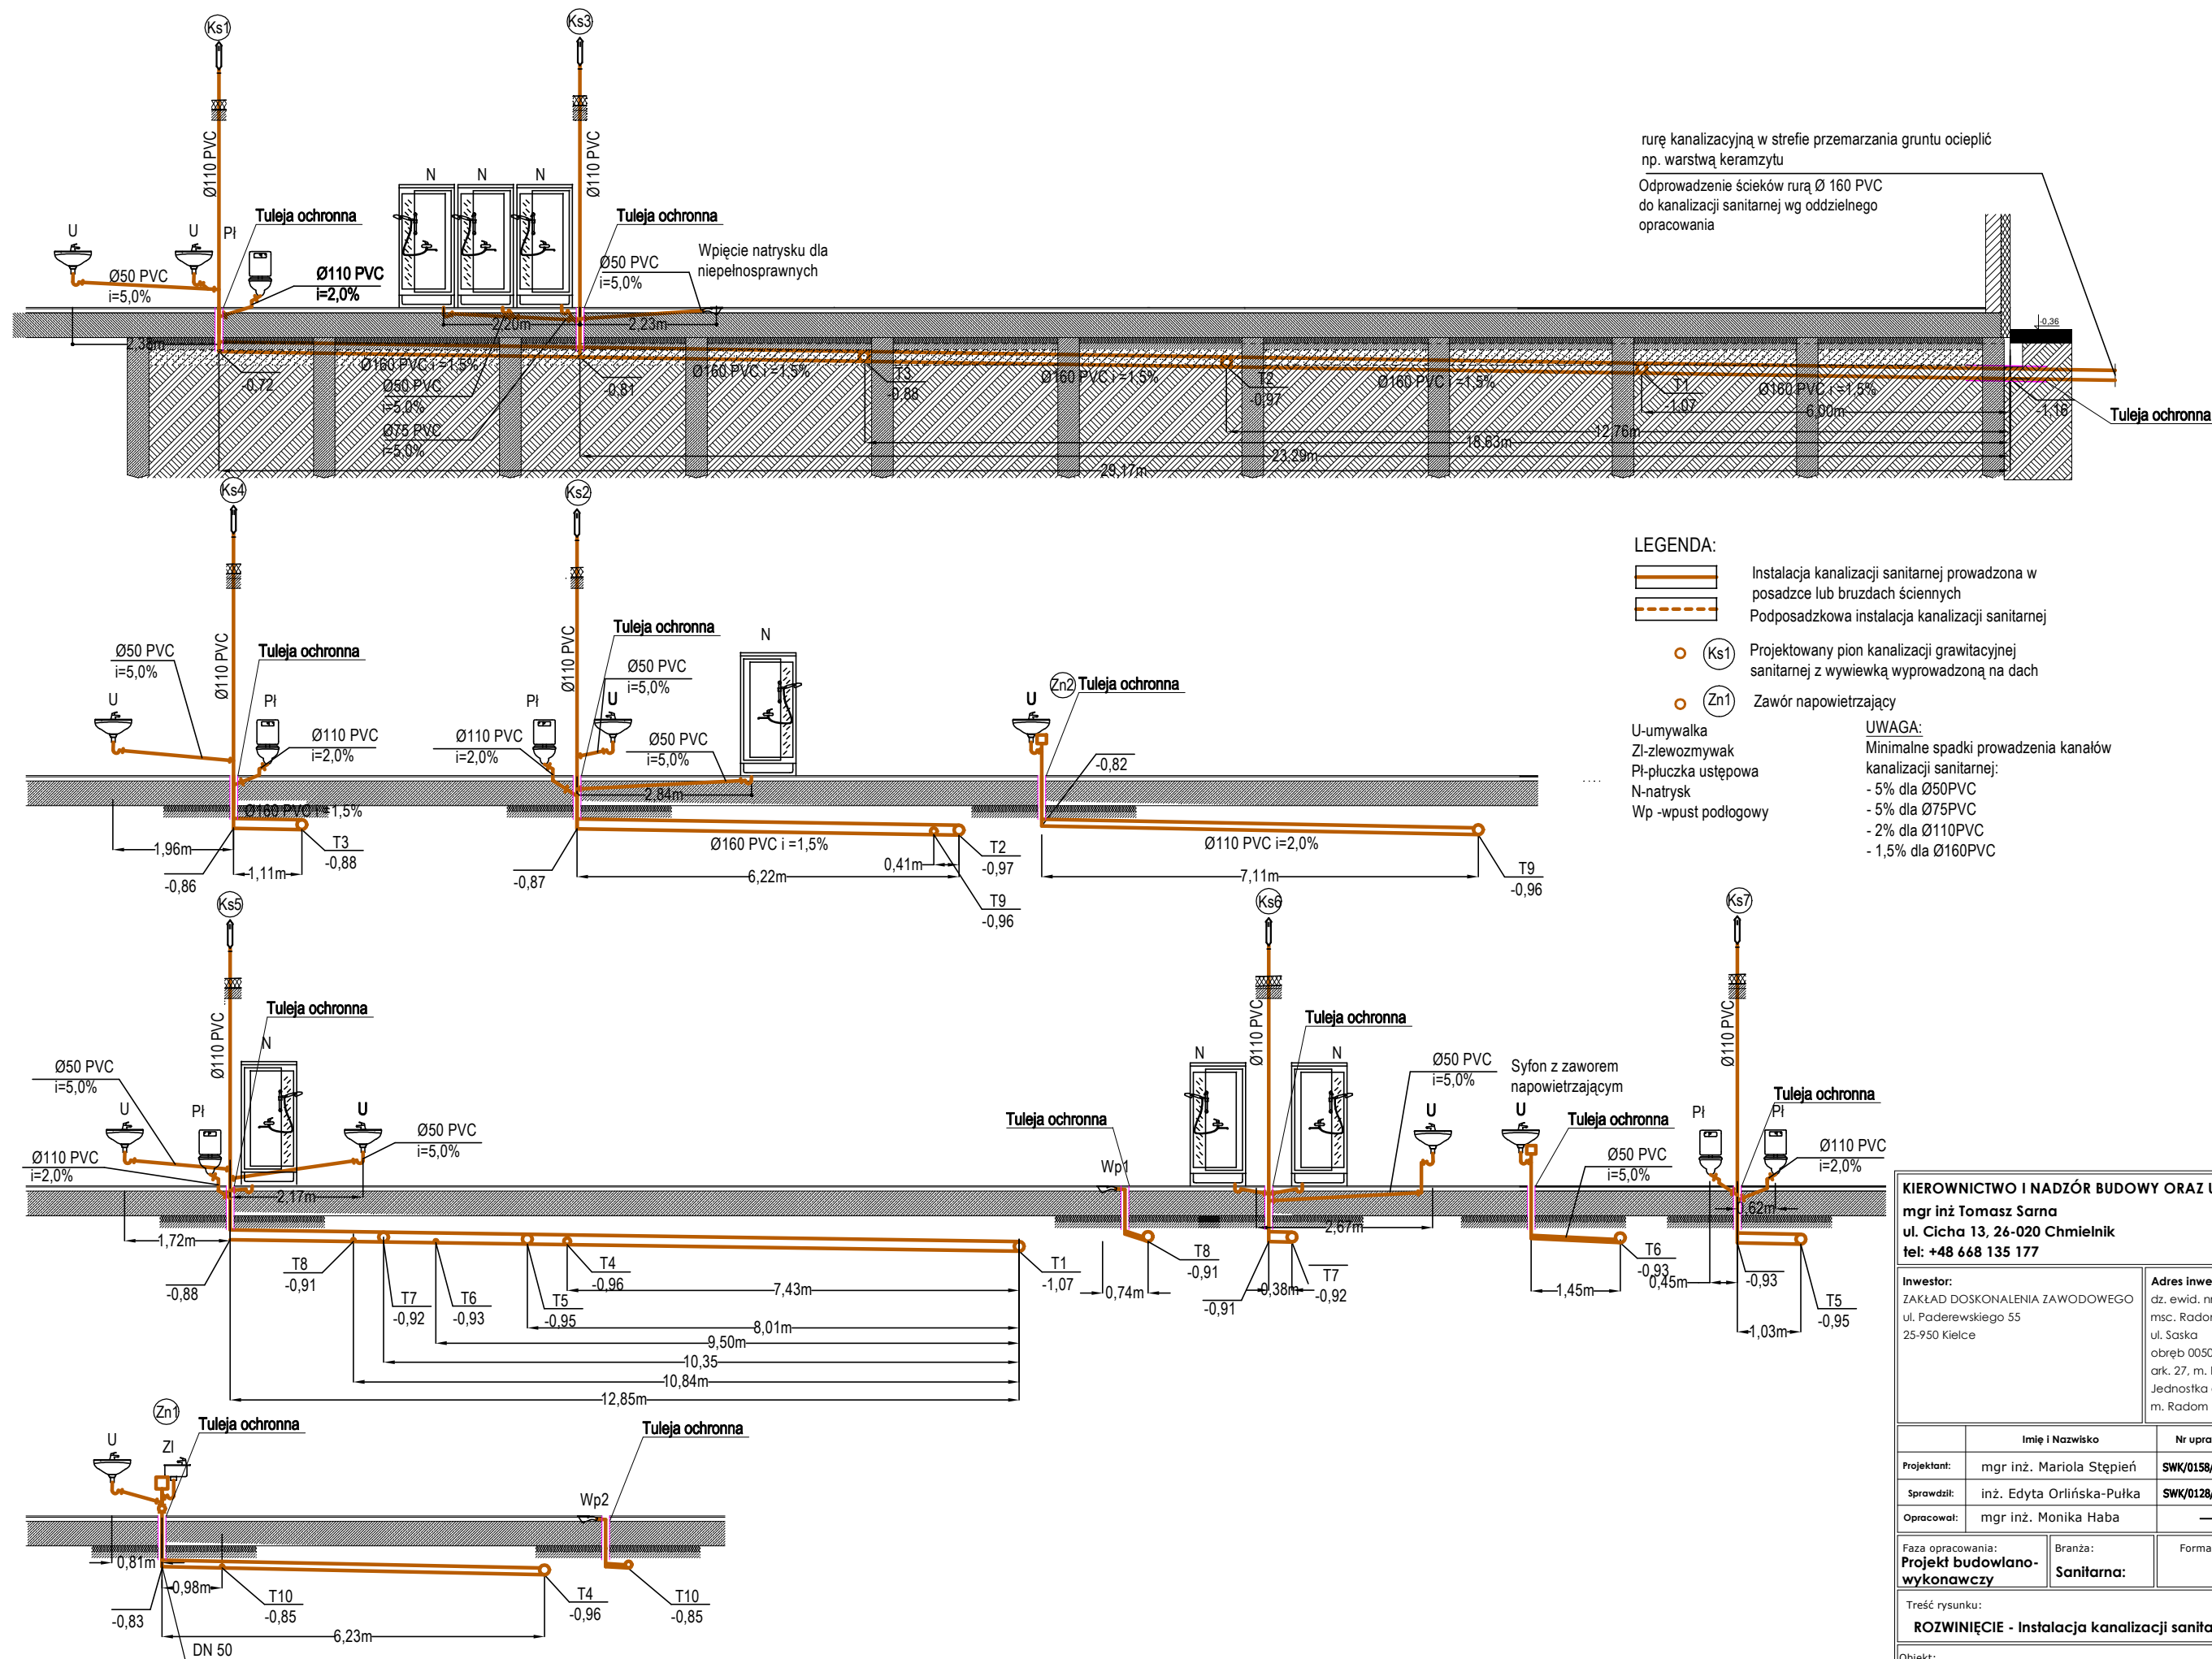 Ks1
Ks3
Ø110 PVC
Ø110 PVC
rurę kanalizacyjną w strefie przemarzania gruntu ocieplić
np. warstwą keramzytu
Odprowadzenie ścieków rurą Ø 160 PVC
do kanalizacji sanitarnej wg oddzielnego
opracowania
N N N
Tuleja ochronna
Tuleja ochronna
U
U
Pł
Wpięcie natrysku dla
niepełnosprawnych
Ø50 PVC
i=5,0%
Ø110 PVC
i=2,0%
Ø50 PVC
i=5,0%
2,20m
2,23m
-0,36
2,38m
-0,72
Ø160 PVC i =1,5%
Ø50 PVC
i=5,0%
Ø75 PVC
i=5,0%
-0,81
Ø160 PVC i =1,5%
T3
-0,88
Ø160 PVC i =1,5%
T2
-0,97
Ø160 PVC i =1,5%
T1
-1,07
Ø160 PVC i =1,5%
-1,16
Tuleja ochronna
6,00m
12,76m
18,63m
23,29m
29,17m
Ks4
Ks2
Ø110 PVC
Ø110 PVC
Ø50 PVC
i=5,0%
Tuleja ochronna
U
Pł
Ø110 PVC
i=2,0%
Ø160 PVC i =1,5%
1,96m
1,11m
-0,86
T3
-0,88
Tuleja ochronna
N
Ø50 PVC
i=5,0%
Pł
U
Ø110 PVC
i=2,0%
Ø50 PVC
i=5,0%
2,84m
Ø160 PVC i =1,5%
0,41m
6,22m
-0,87
T2
-0,97
T9
-0,96
Zn2
Tuleja ochronna
U
-0,82
Ø110 PVC i=2,0%
7,11m
T9
-0,96
LEGENDA:
Instalacja kanalizacji sanitarnej prowadzona w
posadzce lub bruzdach ściennych
Podposadzkowa instalacja kanalizacji sanitarnej
Ks1
Projektowany pion kanalizacji grawitacyjnej
sanitarnej z wywiewką wyprowadzoną na dach
Zn1
Zawór napowietrzający
U-umywalka
Zl-zlewozmywak
Pł-płuczka ustępowa
N-natrysk
Wp -wpust podłogowy
UWAGA:
Minimalne spadki prowadzenia kanałów
kanalizacji sanitarnej:
- 5% dla Ø50PVC
- 5% dla Ø75PVC
- 2% dla Ø110PVC
- 1,5% dla Ø160PVC
Ks5
Ks6
Ks7
Ø110 PVC
Tuleja ochronna
N
Ø50 PVC
i=5,0%
U
Pł
U
Ø50 PVC
i=5,0%
Ø110 PVC
i=2,0%
2,17m
1,72m
-0,88
T8
-0,91
T7
-0,92
T6
-0,93
T5
-0,95
T4
-0,96
T1
-1,07
7,43m
8,01m
9,50m
10,35
10,84m
12,85m
Tuleja ochronna
Wp1
T8
-0,91
0,74m
Ø110 PVC
Tuleja ochronna
N
N
Ø50 PVC
i=5,0%
U
2,67m
-0,91
0,38m
T7
-0,92
Syfon z zaworem
napowietrzającym
U
Tuleja ochronna
Ø50 PVC
i=5,0%
T6
-0,93
1,45m
Ø110 PVC
Tuleja ochronna
Pł
Pł
Ø110 PVC
i=2,0%
0,62m
0,45m
-0,93
1,03m
T5
-0,95
Zn1
Tuleja ochronna
U
Zl
0,81m
0,98m
-0,83
T10
-0,85
T4
-0,96
6,23m
DN 50
Tuleja ochronna
Wp2
T10
-0,85
KIEROWNICTWO I NADZÓR BUDOWY ORAZ
mgr inż Tomasz Sarna
ul. Cicha 13, 26-020 Chmielnik
tel: +48 668 135 177
Inwestor:
ZAKŁAD DOSKONALENIA ZAWODOWEGO
ul. Paderewskiego 55
25-950 Kielce
Adres
dz. ewid.
msc.
ul. Saska
obręb 0050
ark. 27, m.
Jednostka
m. Radom
Imię i Nazwisko
Nr
Projektant:
mgr inż. Mariola Stępień
SWK/0158/
Sprawdził:
inż. Edyta Orlińska-Pułka
SWK/0128/
Opracował:
mgr inż. Monika Haba
Faza opracowania:
Projekt budowlano-
wykonawczy
Branża:
Sanitarna:
Treść rysunku:
ROZWINIĘCIE - Instalacja kanalizacji
Obiekt: